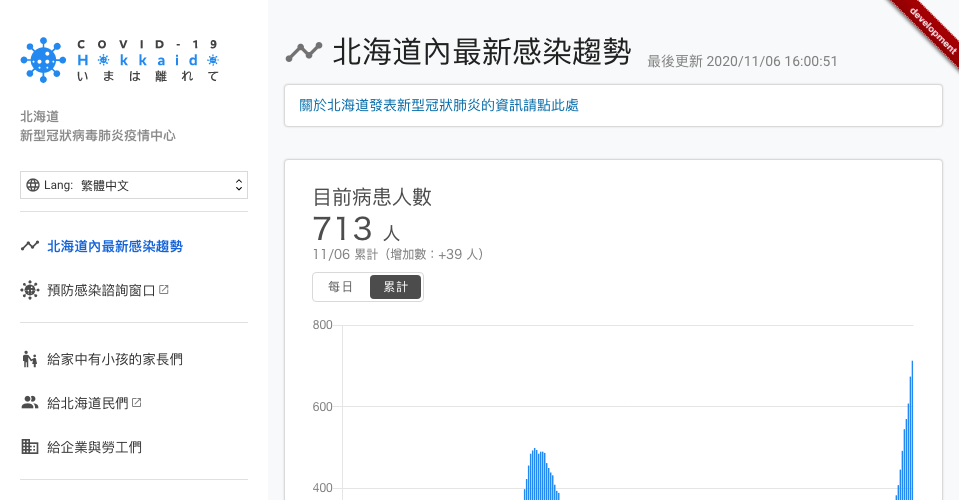 COVID-19
Hokkaido
いまは離れて
北海道
新型冠狀病毒肺炎疫情中心
Lang: 繁體中文
北海道內最新感染趨勢
預防感染諮詢窗口
給家中有小孩的家長們
給北海道民們
給企業與勞工們
development
北海道內最新感染趨勢
最後更新 2020/11/06 16:00:51
關於北海道發表新型冠狀肺炎的資訊請點此處
目前病患人數
713 人
11/06 累計（增加數：+39 人）
每日 累計
800
600
400